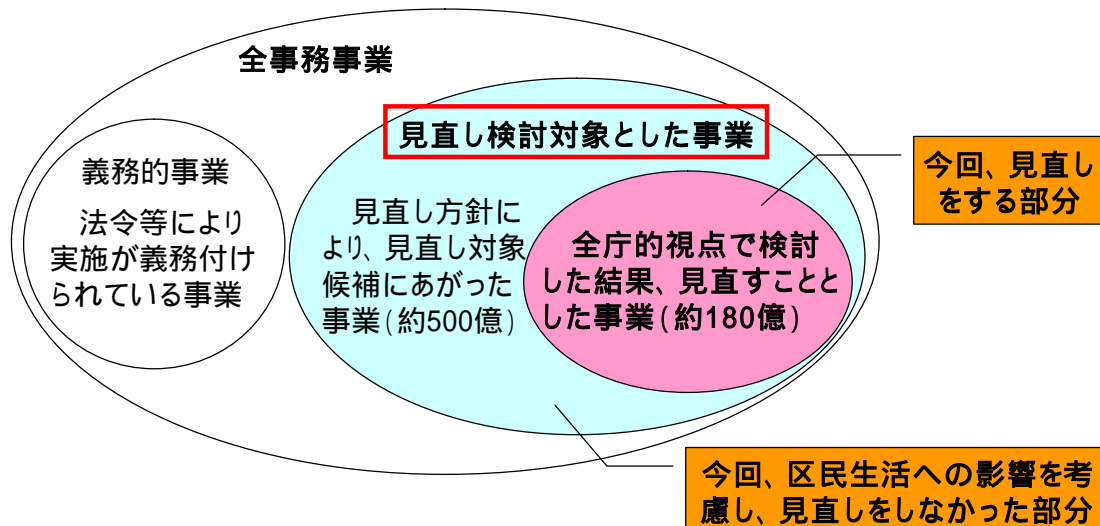 全事務事業
見直し検討対象とした事業
義務的事業
法令等により
実施が義務付け
られている事業
見直し方針に
より、見直し対象
候補にあがった
事業(約500億)
全庁的視点で検討
した結果、見直すことと
した事業(約180億)
今回、見直し
をする部分
今回、区民生活への影響を考
慮し、見直しをしなかった部分